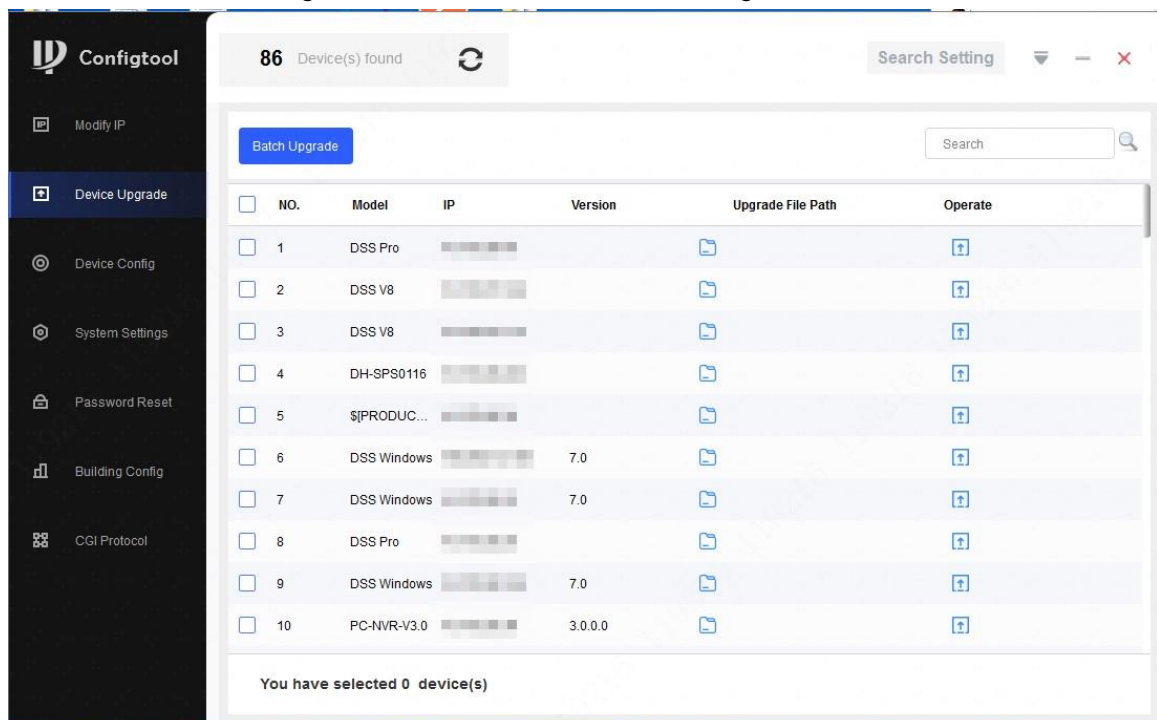 Configtool
86 Device(s) found
Search Setting
Modify IP
Device Upgrade
Device Config
System Settings
Password Reset
Building Config
CGI Protocol
Batch Upgrade
Search
NO. Model IP Version Upgrade File Path Operate
1 DSS Pro
2 DSS V8
3 DSS V8
4 DH-SPS0116
5 $[PRODUC...
6 DSS Windows 7.0
7 DSS Windows 7.0
8 DSS Pro
9 DSS Windows 7.0
10 PC-NVR-V3.0 3.0.0.0
You have selected 0 device(s)